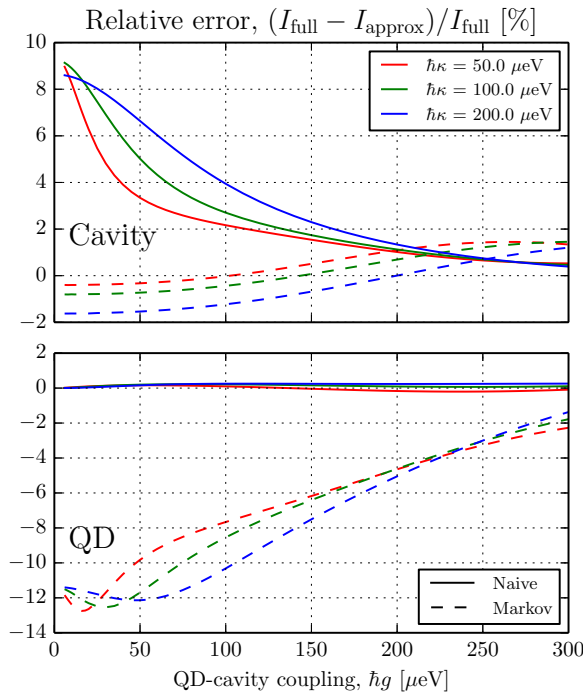 Relative error, (I_full − I_approx)/I_full [%]
10
8
6
4
2
0
−2
ħκ = 50.0 μeV
ħκ = 100.0 μeV
ħκ = 200.0 μeV
Cavity
2
0
−2
−4
−6
−8
−10
−12
−14
QD
Naive
Markov
0 50 100 150 200 250 300
QD-cavity coupling, ħg [μeV]